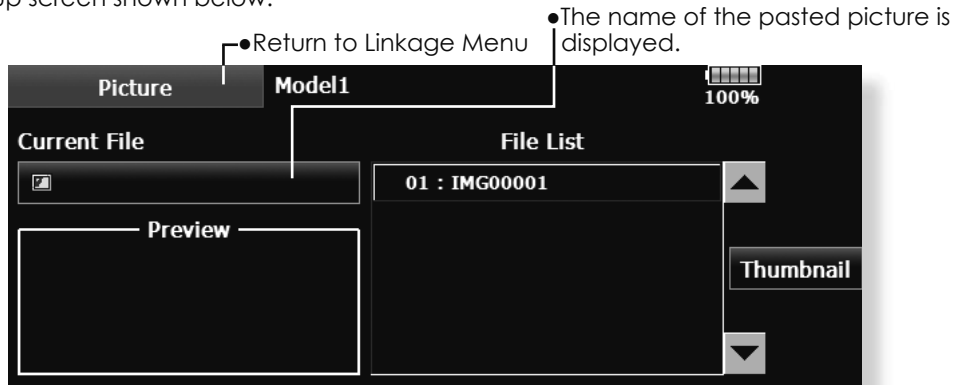 up screen shown below.
●The name of the pasted picture is
displayed.
●Return to Linkage Menu
Picture
Model1
100%
Current File
File List
01 : IMG00001
Preview
Thumbnail